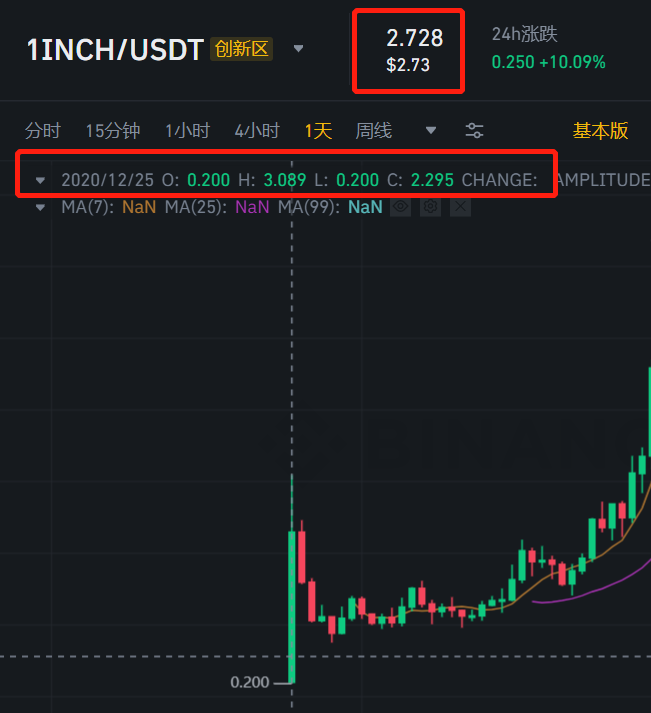 1INCH/USDT 创新区 2.728 24h涨跌
$2.73 0.250 +10.09%
分时 15分钟 1小时 4小时 1天 周线 基本版
2020/12/25 O: 0.200 H: 3.089 L: 0.200 C: 2.295 CHANGE: AMPLITUDE
MA(7): NaN MA(25): NaN MA(99): NaN
0.200